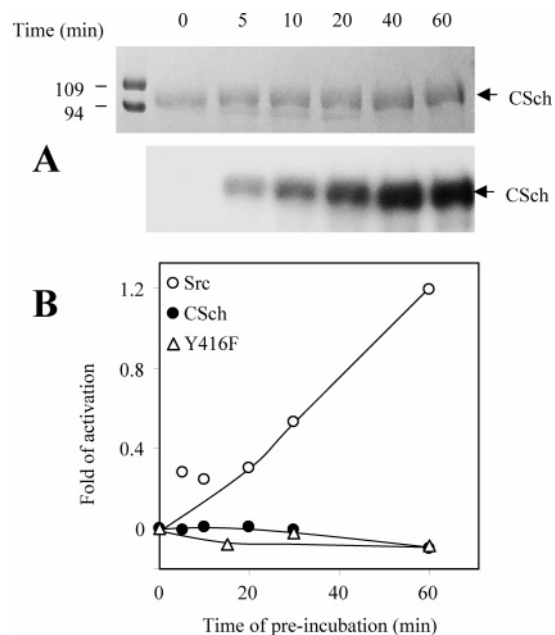 Time (min) 0 5 10 20 40 60
109
94
CSch
A
CSch
B
Src
CSch
Y416F
1.2
0.8
0.4
0
Fold of activation
0 20 40 60
Time of pre-incubation (min)